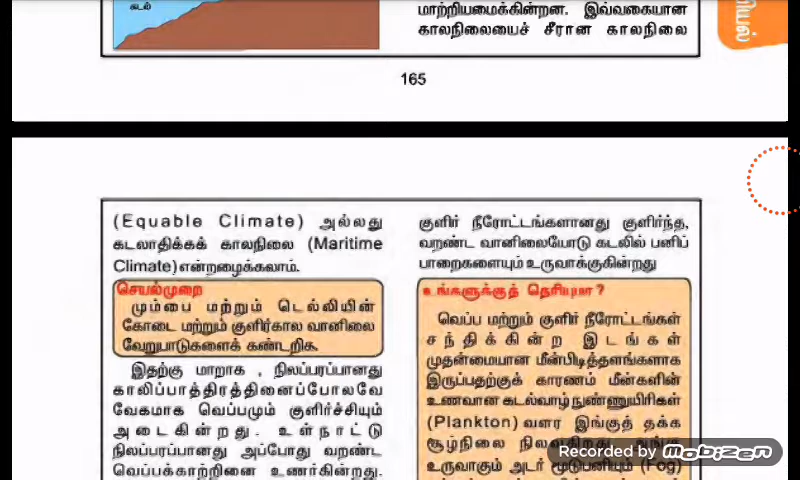 கடல்
மாற்றியமைக்கின்றன. இவ்வகையான
காலநிலையைச் சீரான காலநிலை
165
(Equable Climate) அல்லது
கடலாதிக்கக் காலநிலை (Maritime
Climate) என்றழைக்கலாம்.
செயல்முறை
மும்பை மற்றும் டெல்லியின்
கோடை மற்றும் குளிர்கால வானிலை
வேறுபாடுகளைக் கண்டறிக.
இதற்கு மாறாக , நிலப்பரப்பானது
காலிப்பாத்திரத்தினைப்போலவே
வேகமாக வெப்பமும் குளிர்ச்சியும்
அடைகின்றது. உள்நாட்டு
நிலப்பரப்பானது அப்போது வறண்ட
வெப்பக்காற்றினை உணர்கின்றது.
குளிர் நீரோட்டங்களானது குளிர்ந்த,
வறண்ட வானிலையோடு கடலில் பனிப்
பாறைகளையும் உருவாக்குகின்றது
உங்களுக்குத் தெரியுமா ?
வெப்ப மற்றும் குளிர் நீரோட்டங்கள்
சந்திக்கின்ற இடங்கள்
முதன்மையான மீன்பிடித்தளங்களாக
இருப்பதற்குக் காரணம் மீன்களின்
உணவான கடல்வாழ் நுண்ணுயிரிகள்
(Plankton) வளர இங்குத் தக்க
சூழ்நிலை நிலவுகிறது.
உருவாகும் அடர் மூடுபனியும் (Fog)
Recorded by Mobizen